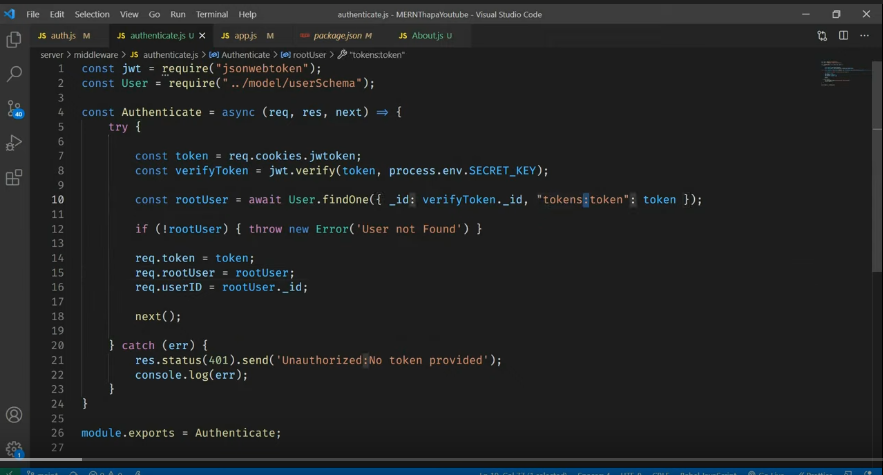 File Edit Selection View Go Run Terminal Help authenticate.js - MERNThapaYoutube - Visual Studio Code
JS auth.js M JS authenticate.js U JS app.js M package.json M JS About.js U
server > middleware > JS authenticate.js > Authenticate > rootUser > "tokens:token"
1 const jwt = require("jsonwebtoken");
2 const User = require("../model/userSchema");
3
4 const Authenticate = async (req, res, next) => {
5 try {
6
7 const token = req.cookies.jwtoken;
8 const verifyToken = jwt.verify(token, process.env.SECRET_KEY);
9
10 const rootUser = await User.findOne({ _id: verifyToken._id, "tokens:token": token });
11
12 if (!rootUser) { throw new Error('User not Found') }
13
14 req.token = token;
15 req.rootUser = rootUser;
16 req.userID = rootUser._id;
17
18 next();
19
20 } catch (err) {
21 res.status(401).send('Unauthorized:No token provided');
22 console.log(err);
23 }
24 }
25
26 module.exports = Authenticate;
27
40
1